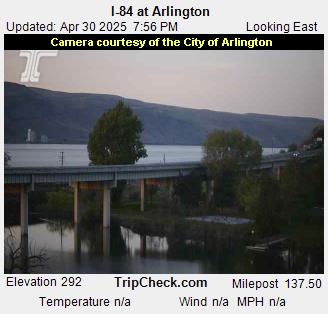 I-84 at Arlington
Updated: Apr 30 2025 7:56 PM Looking East
Camera courtesy of the City of Arlington
Elevation 292 TripCheck.com Milepost 137.50
Temperature n/a Wind n/a MPH n/a